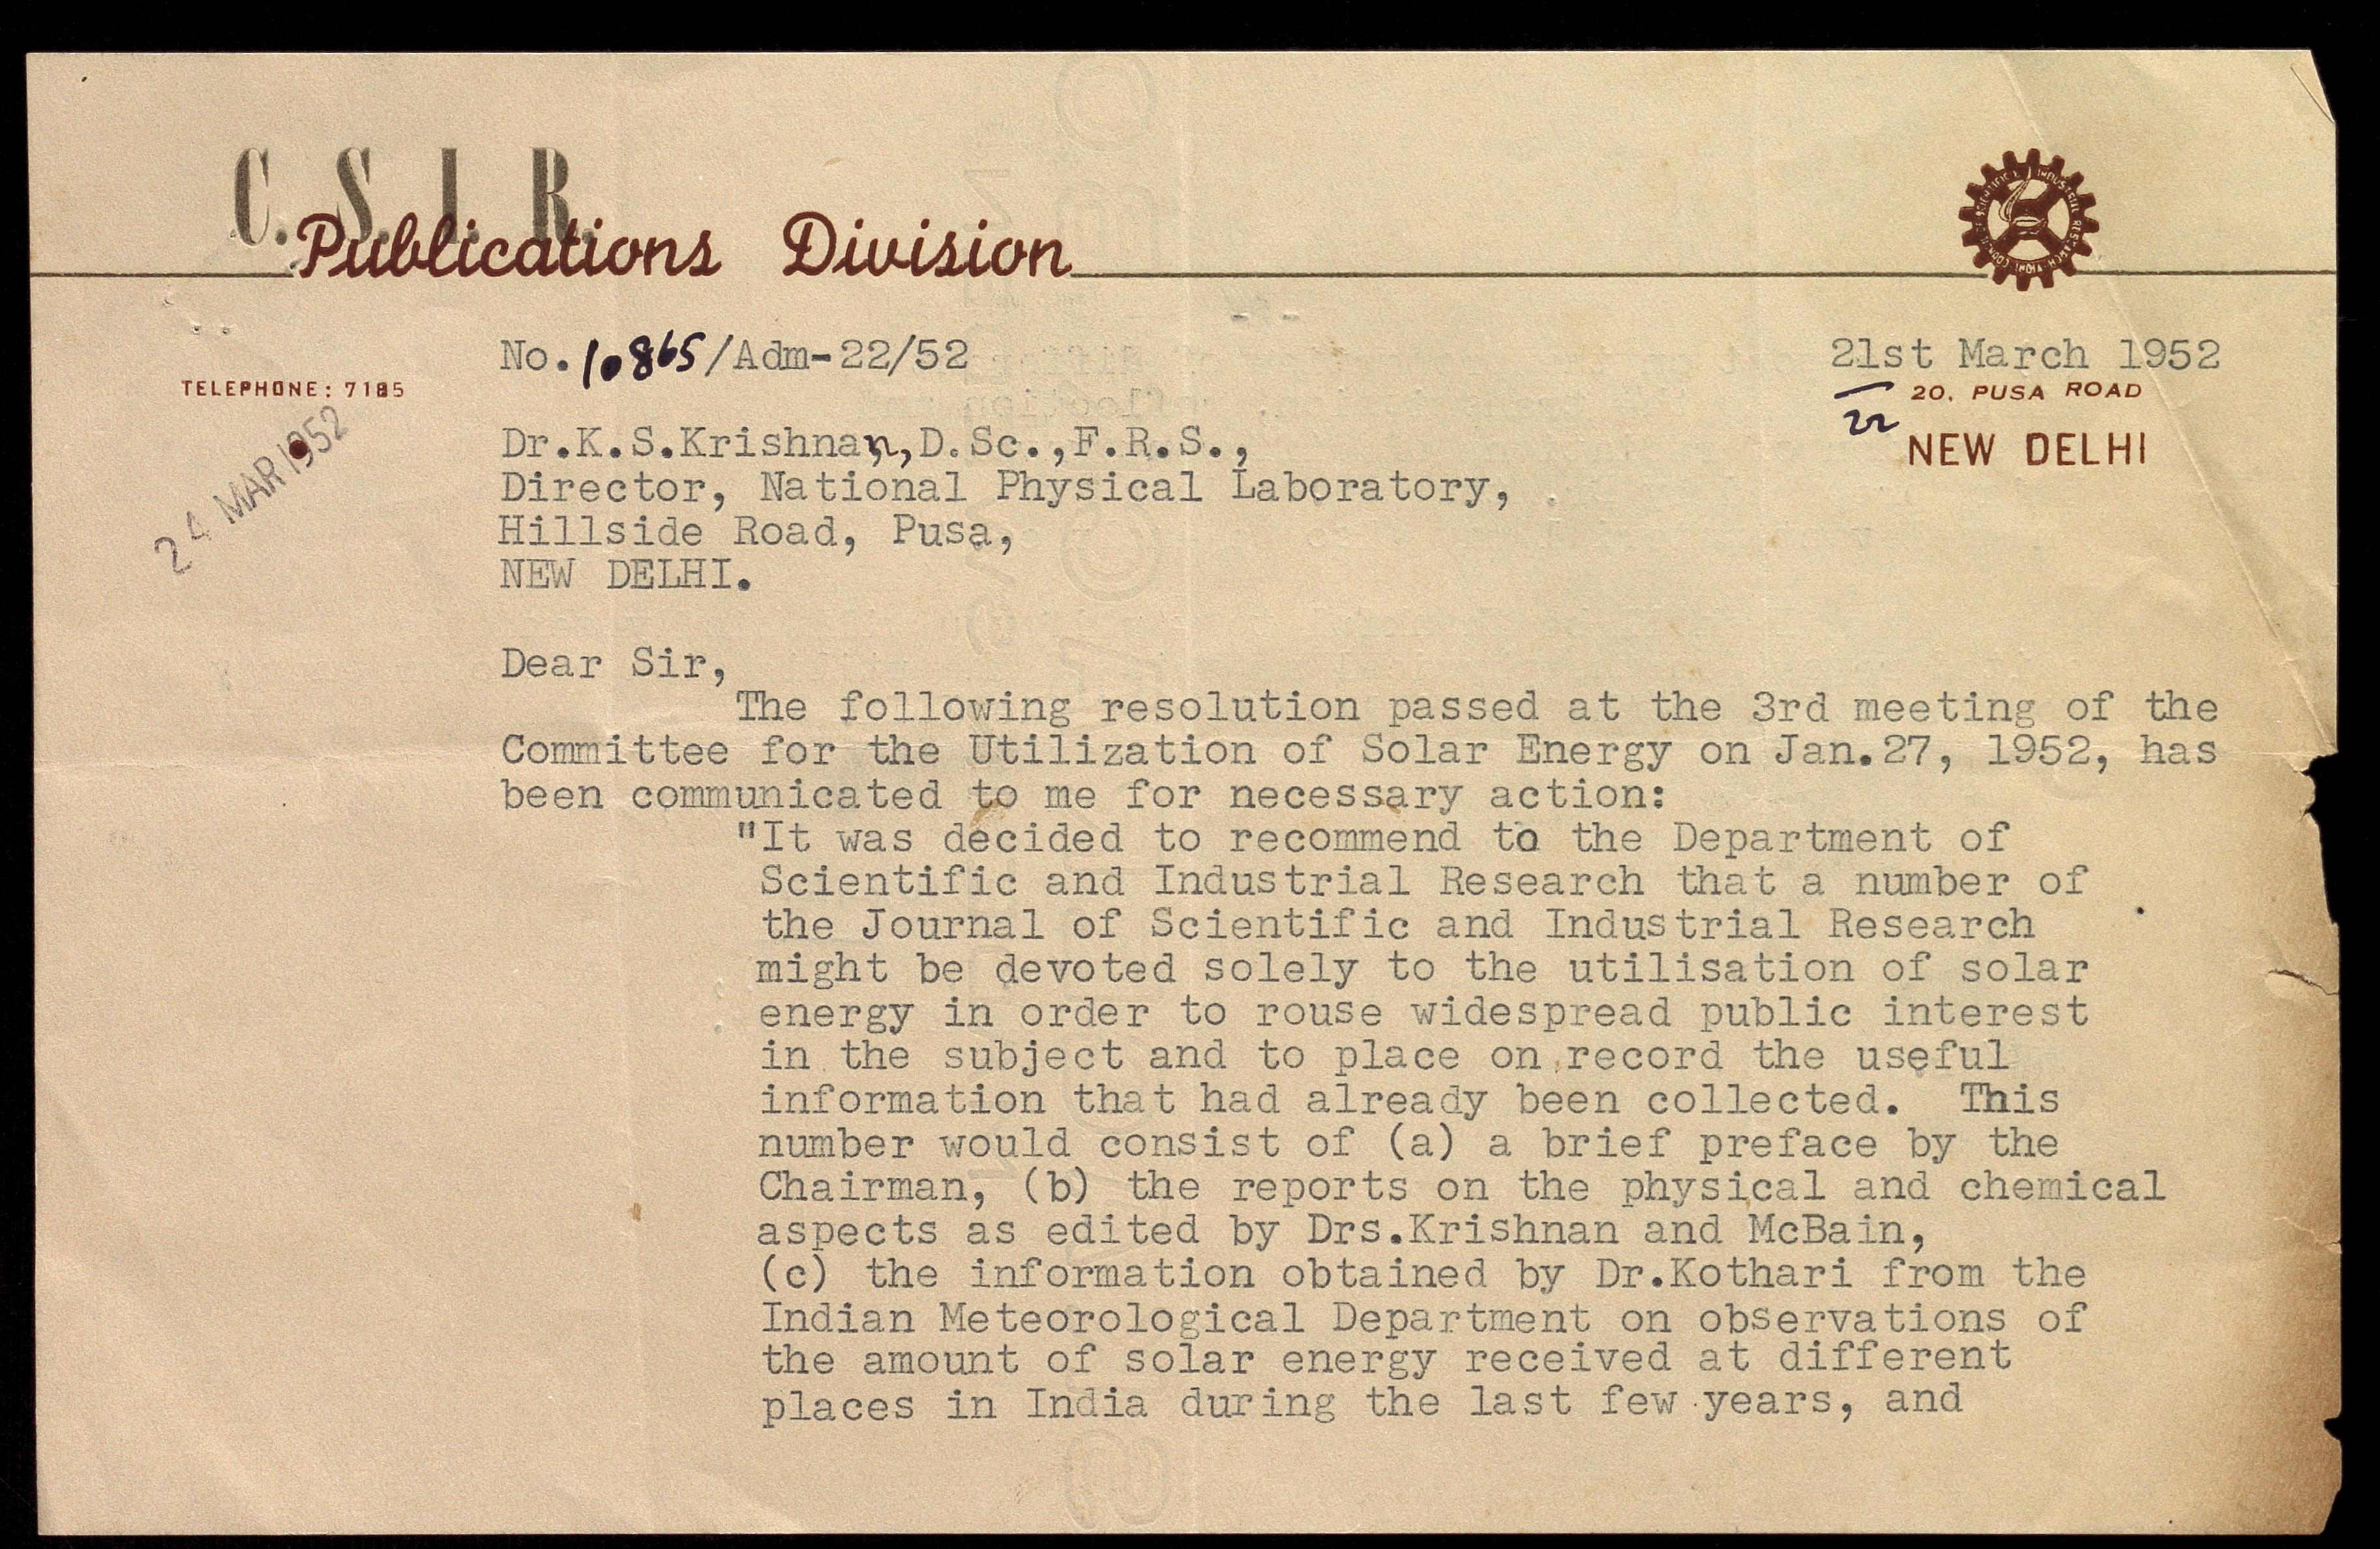 C. S. I. R.
Publications Division
No. 10865/Adm-22/52
21st March 1952
TELEPHONE: 7185
20, PUSA ROAD
22
NEW DELHI
24 MAR 1952
Dr.K.S.Krishnan,D.Sc.,F.R.S.,
Director, National Physical Laboratory,
Hillside Road, Pusa,
NEW DELHI.
Dear Sir,
The following resolution passed at the 3rd meeting of the
Committee for the Utilization of Solar Energy on Jan.27, 1952, has
been communicated to me for necessary action:
"It was decided to recommend to the Department of
Scientific and Industrial Research that a number of
the Journal of Scientific and Industrial Research
might be devoted solely to the utilisation of solar
energy in order to rouse widespread public interest
in the subject and to place on record the useful
information that had already been collected. This
number would consist of (a) a brief preface by the
Chairman, (b) the reports on the physical and chemical
aspects as edited by Drs.Krishnan and McBain,
(c) the information obtained by Dr.Kothari from the
Indian Meteorological Department on observations of
the amount of solar energy received at different
places in India during the last few years, and